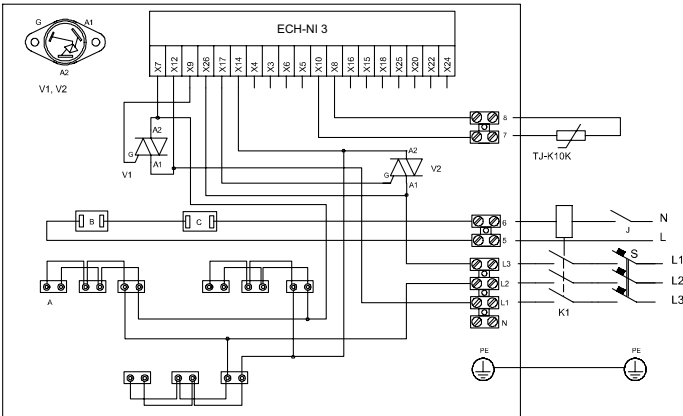 ECH-NI 3
X7 X12 X9 X26 X17 X14 X4 X3 X6 X5 X10 X8 X16 X15 X18 X25 X20 X22 X24
G A1
A2
V1, V2
A2
G
A1
V1
A2
G
A1
V2
8
7
TJ-K10K
B
C
6
5
L3
L2
L1
N
N
J
L
S
L1
L2
L3
K1
A
PE
PE